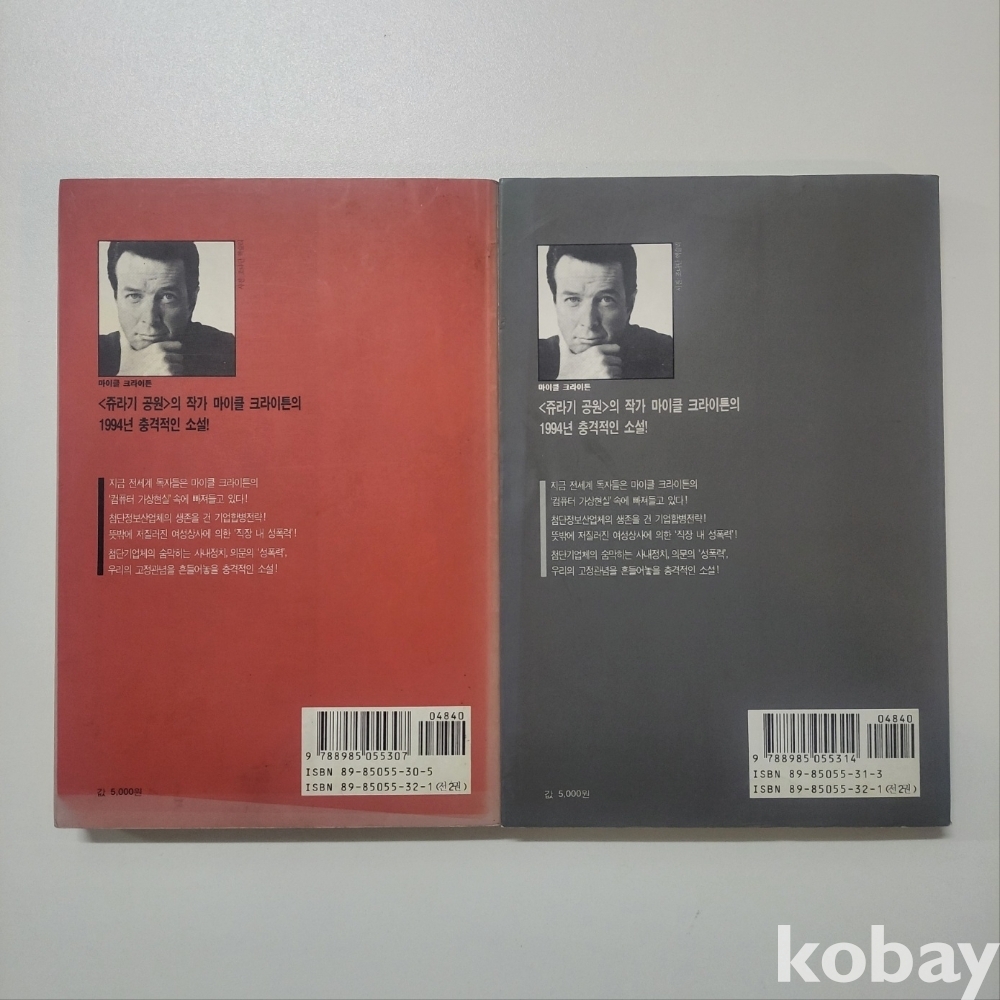 마이클 크라이튼
<쥬라기 공원>의 작가 마이클 크라이튼의
1994년 충격적인 소설!
지금 전세계 독자들은 마이클 크라이튼의
'컴퓨터 가상현실' 속에 빠져들고 있다!
첨단정보산업체의 생존을 건 기업합병전략!
뜻밖에 저질러진 여성상사에 의한 '직장 내 성폭력'!
첨단기업체의 숨막히는 사내정치, 의문의 '성폭력',
우리의 고정관념을 흔들어놓을 충격적인 소설!
04840
9 788985 055307
ISBN 89-85055-30-5
ISBN 89-85055-32-1 (전2권)
값 5,000원
마이클 크라이튼
<쥬라기 공원>의 작가 마이클 크라이튼의
1994년 충격적인 소설!
지금 전세계 독자들은 마이클 크라이튼의
'컴퓨터 가상현실' 속에 빠져들고 있다!
첨단정보산업체의 생존을 건 기업합병전략!
뜻밖에 저질러진 여성상사에 의한 '직장 내 성폭력'!
첨단기업체의 숨막히는 사내정치, 의문의 '성폭력',
우리의 고정관념을 흔들어놓을 충격적인 소설!
04840
9 788985 055314
ISBN 89-85055-31-3
ISBN 89-85055-32-1 (전2권)
값 5,000원
kobay